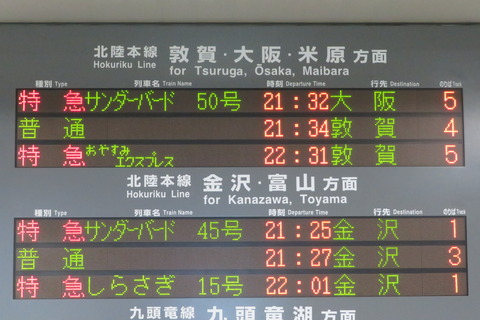 北陸本線 敦賀・大阪・米原 方面
Hokuriku Line for Tsuruga, Ōsaka, Maibara
種別 Type 列車名 Train Name 時刻 Departure Time 行先 Destination のりば Track
特急 サンダーバード 50号 21:32 大阪 5
普通 21:34 敦賀 4
特急 おやすみエクスプレス 22:31 敦賀 5
北陸本線 金沢・富山 方面
Hokuriku Line for Kanazawa, Toyama
種別 Type 列車名 Train Name 時刻 Departure Time 行先 Destination のりば Track
特急 サンダーバード 45号 21:25 金沢 1
普通 21:27 金沢 3
特急 しらさぎ 15号 22:01 金沢 1
九頭竜線 九頭竜湖 方面